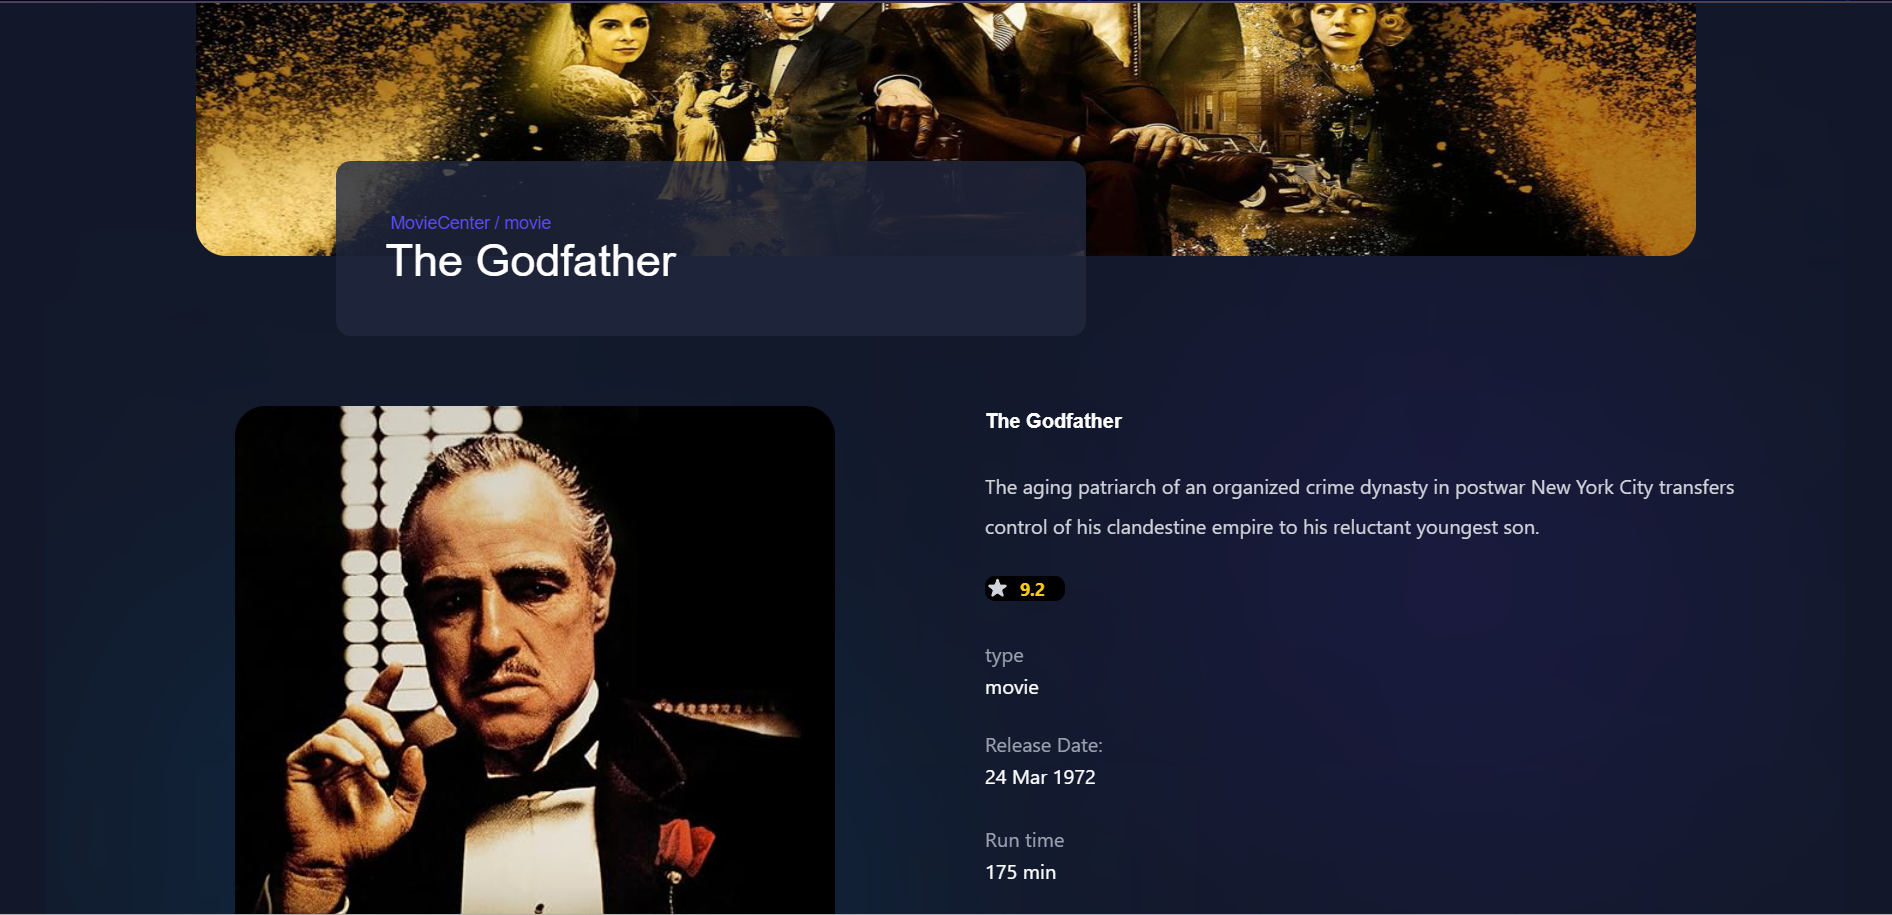 MovieCenter / movie
The Godfather
The Godfather
The aging patriarch of an organized crime dynasty in postwar New York City transfers
control of his clandestine empire to his reluctant youngest son.
9.2
type
movie
Release Date:
24 Mar 1972
Run time
175 min